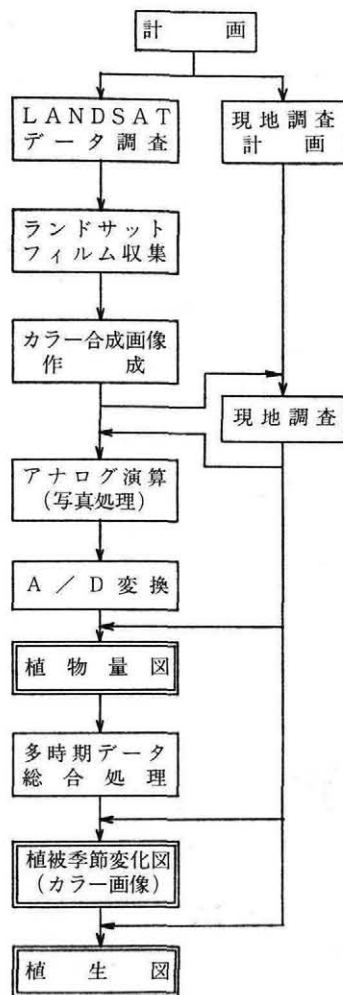 計画
LANDSAT
データ調査
現地調査
計画
ランドサット
フィルム収集
カラー合成画像
作成
現地調査
アナログ演算
(写真処理)
A/D変換
植物量図
多時期データ
総合処理
植被季節変化図
(カラー画像)
植生図